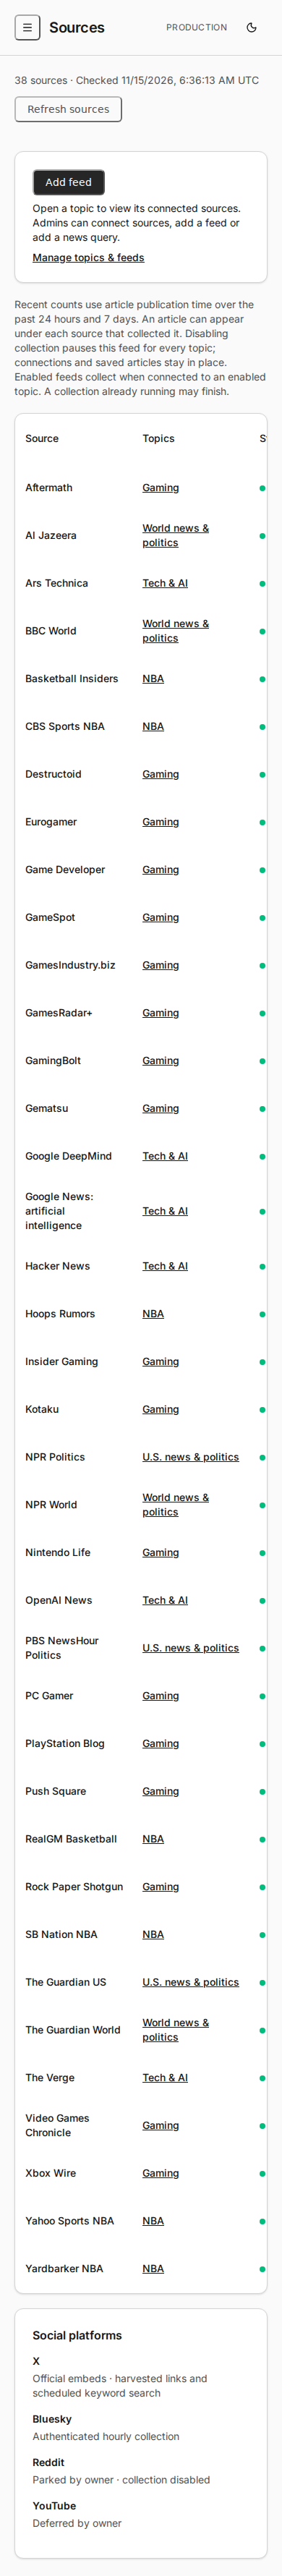 Sources
PRODUCTION
38 sources · Checked 11/15/2026, 6:36:13 AM UTC
Refresh sources
Add feed
Open a topic to view its connected sources.
Admins can connect sources, add a feed or
add a news query.
Manage topics & feeds
Recent counts use article publication time over the
past 24 hours and 7 days. An article can appear
under each source that collected it. Disabling
collection pauses this feed for every topic;
connections and saved articles stay in place.
Enabled feeds collect when connected to an enabled
topic. A collection already running may finish.
Source Topics
Aftermath Gaming
Al Jazeera World news &
politics
Ars Technica Tech & AI
BBC World World news &
politics
Basketball Insiders NBA
CBS Sports NBA NBA
Destructoid Gaming
Eurogamer Gaming
Game Developer Gaming
GameSpot Gaming
GamesIndustry.biz Gaming
GamesRadar+ Gaming
GamingBolt Gaming
Gematsu Gaming
Google DeepMind Tech & AI
Google News:
artificial
intelligence Tech & AI
Hacker News Tech & AI
Hoops Rumors NBA
Insider Gaming Gaming
Kotaku Gaming
NPR Politics U.S. news & politics
NPR World World news &
politics
Nintendo Life Gaming
OpenAI News Tech & AI
PBS NewsHour
Politics U.S. news & politics
PC Gamer Gaming
PlayStation Blog Gaming
Push Square Gaming
RealGM Basketball NBA
Rock Paper Shotgun Gaming
SB Nation NBA NBA
The Guardian US U.S. news & politics
The Guardian World World news &
politics
The Verge Tech & AI
Video Games
Chronicle Gaming
Xbox Wire Gaming
Yahoo Sports NBA NBA
Yardbarker NBA NBA
Social platforms
X
Official embeds · harvested links and
scheduled keyword search
Bluesky
Authenticated hourly collection
Reddit
Parked by owner · collection disabled
YouTube
Deferred by owner